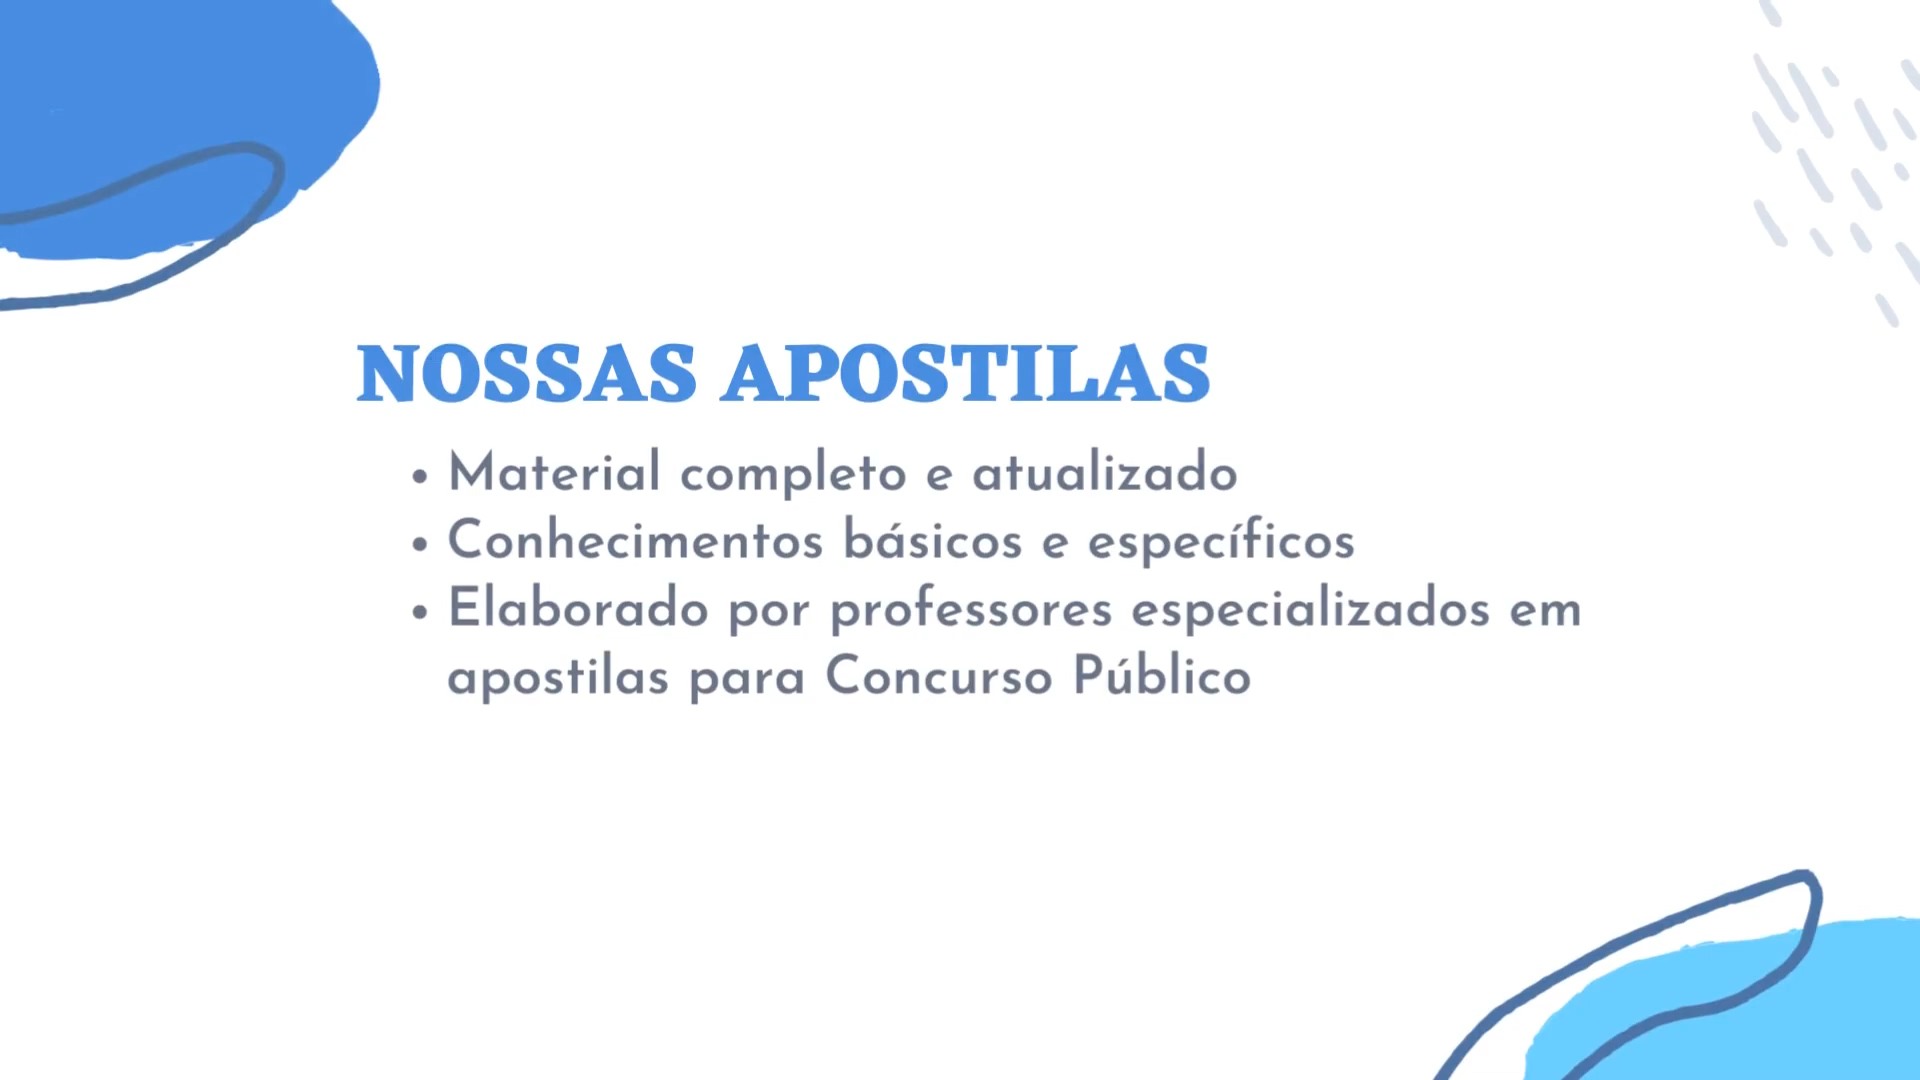 NOSSAS APOSTILAS
• Material completo e atualizado
• Conhecimentos básicos e específicos
• Elaborado por professores especializados em
apostilas para Concurso Público